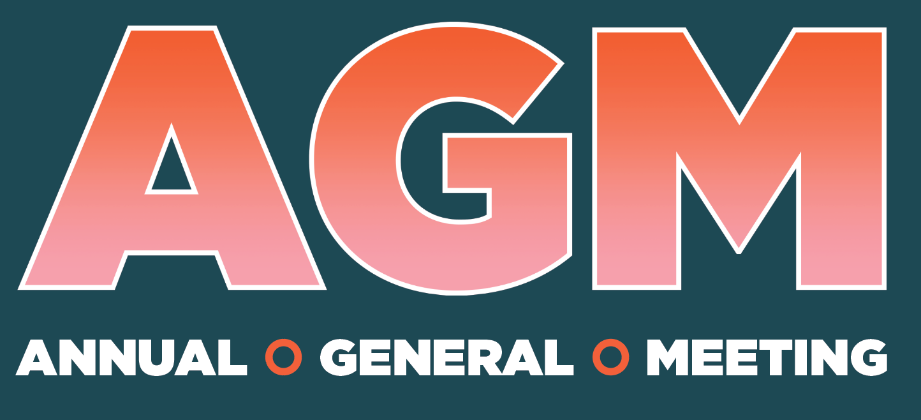 AGM
ANNUAL O GENERAL O MEETING